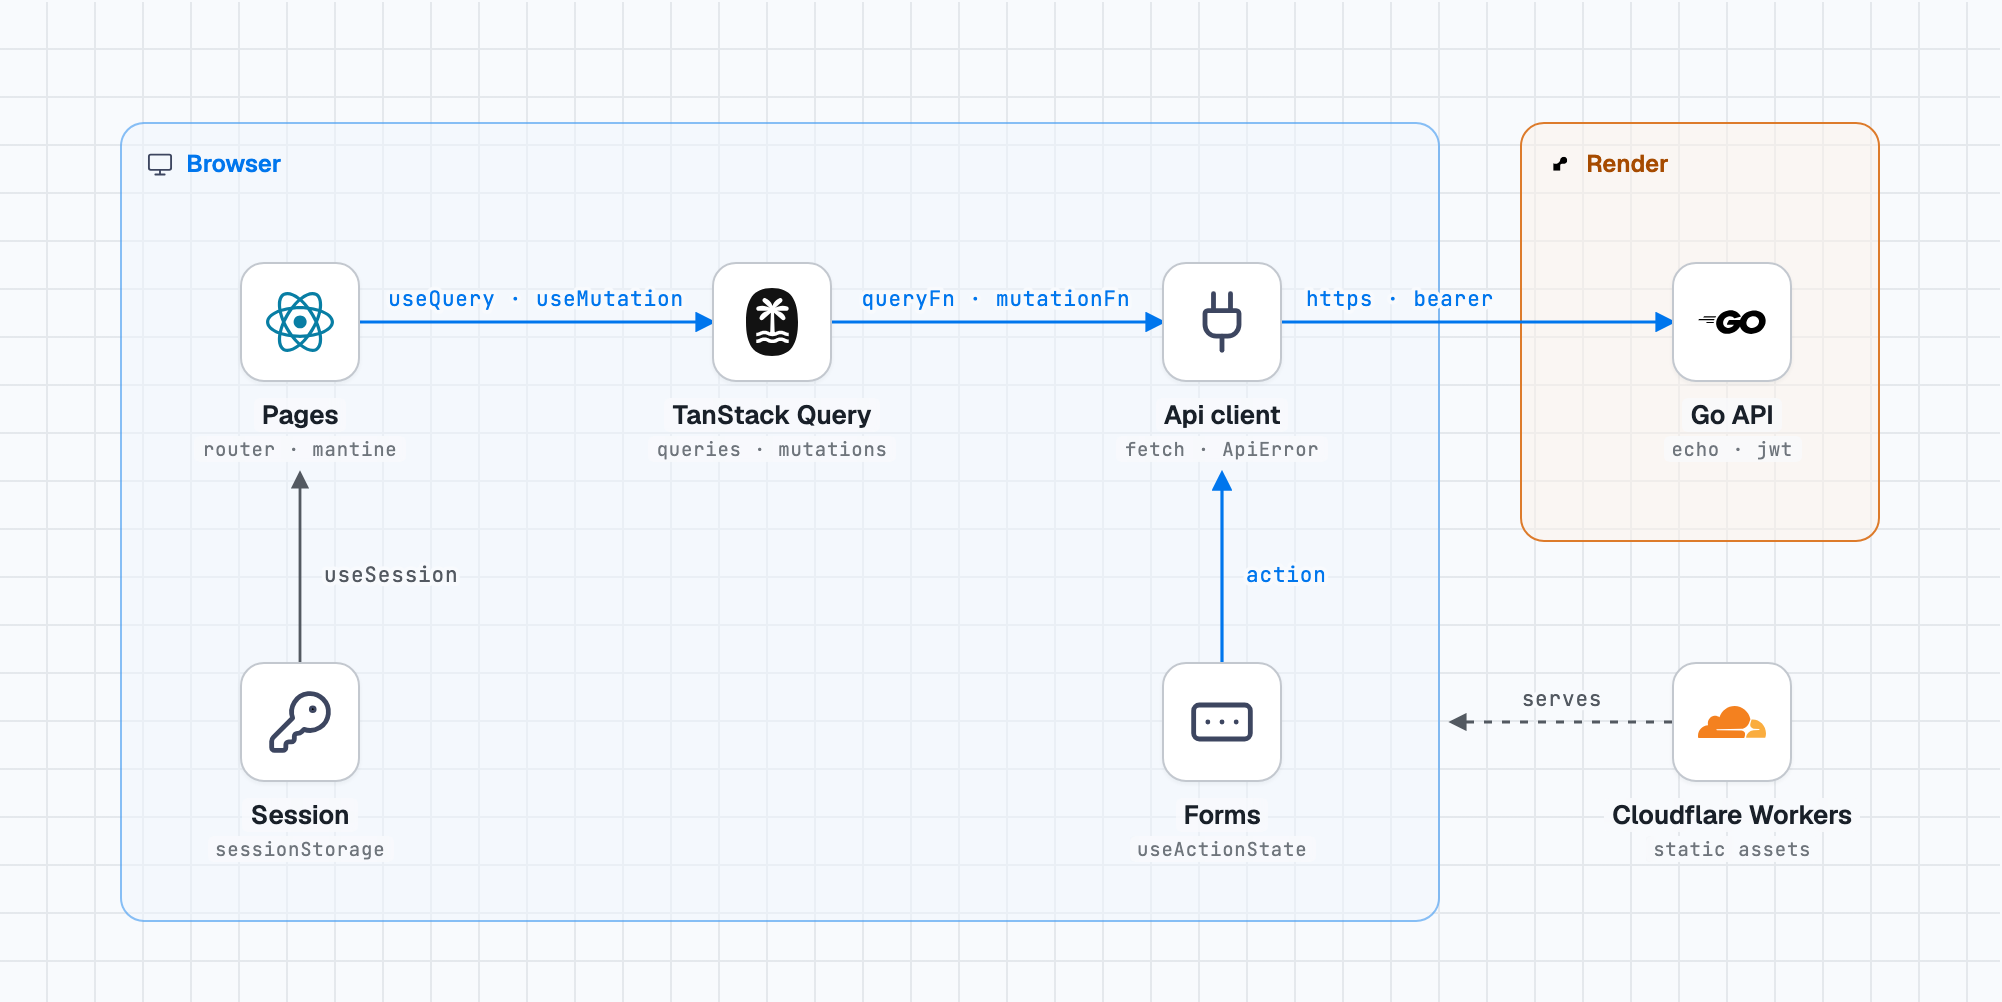 Browser
Render
useQuery · useMutation
queryFn · mutationFn
https · bearer
GO
Pages
TanStack Query
Api client
Go API
router · mantine
queries · mutations
fetch · ApiError
echo · jwt
useSession
action
serves
Session
Forms
Cloudflare Workers
sessionStorage
useActionState
static assets